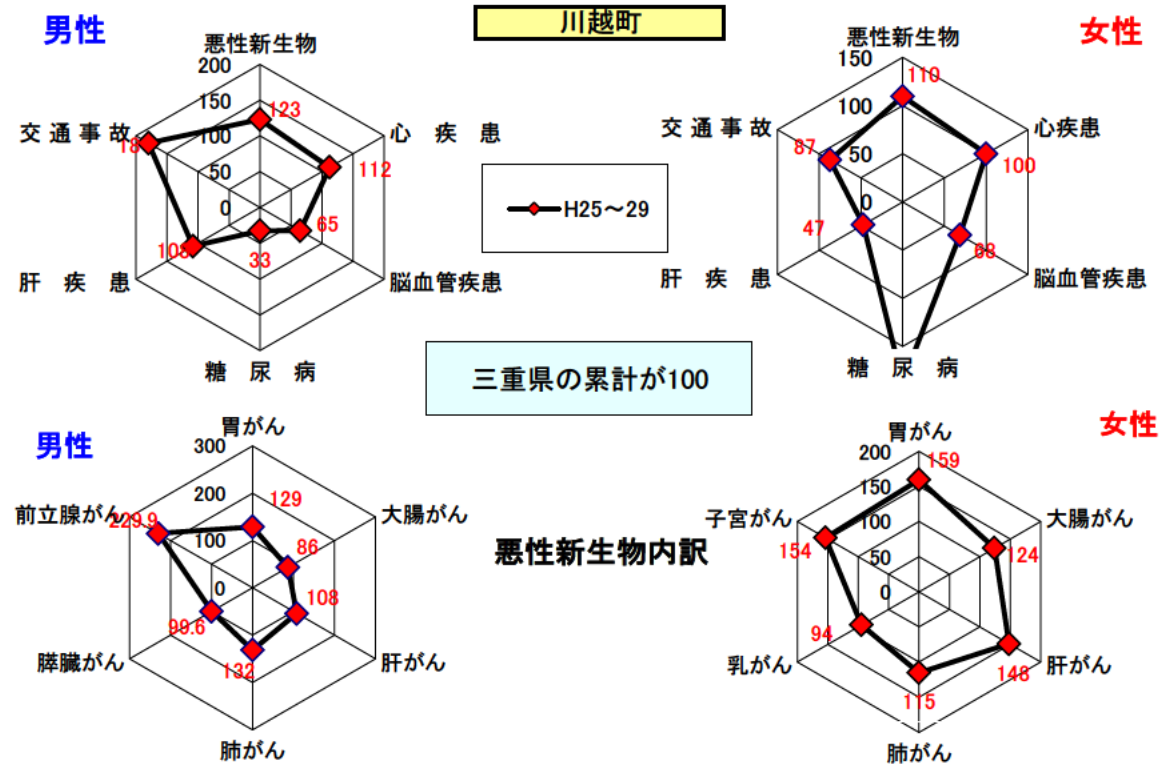 川越町
男性
悪性新生物
200
150
100
50
0
123
心 疾 患
112
65
脳血管疾患
33
糖 尿 病
肝 疾 患
108
交 通 事 故
18
H25～29
女性
悪性新生物
150
100
50
0
110
心疾患
100
脳血管疾患
68
糖 尿 病
肝 疾 患
47
交 通 事 故
87
三重県の累計が100
男性
胃がん
300
200
100
0
129
大腸がん
86
108
肝がん
132
肺がん
99.6
膵臓がん
前立腺がん
229.9
悪性新生物内訳
女性
胃がん
200
150
100
50
0
159
大腸がん
124
肝がん
148
115
肺がん
94
乳がん
子宮がん
154